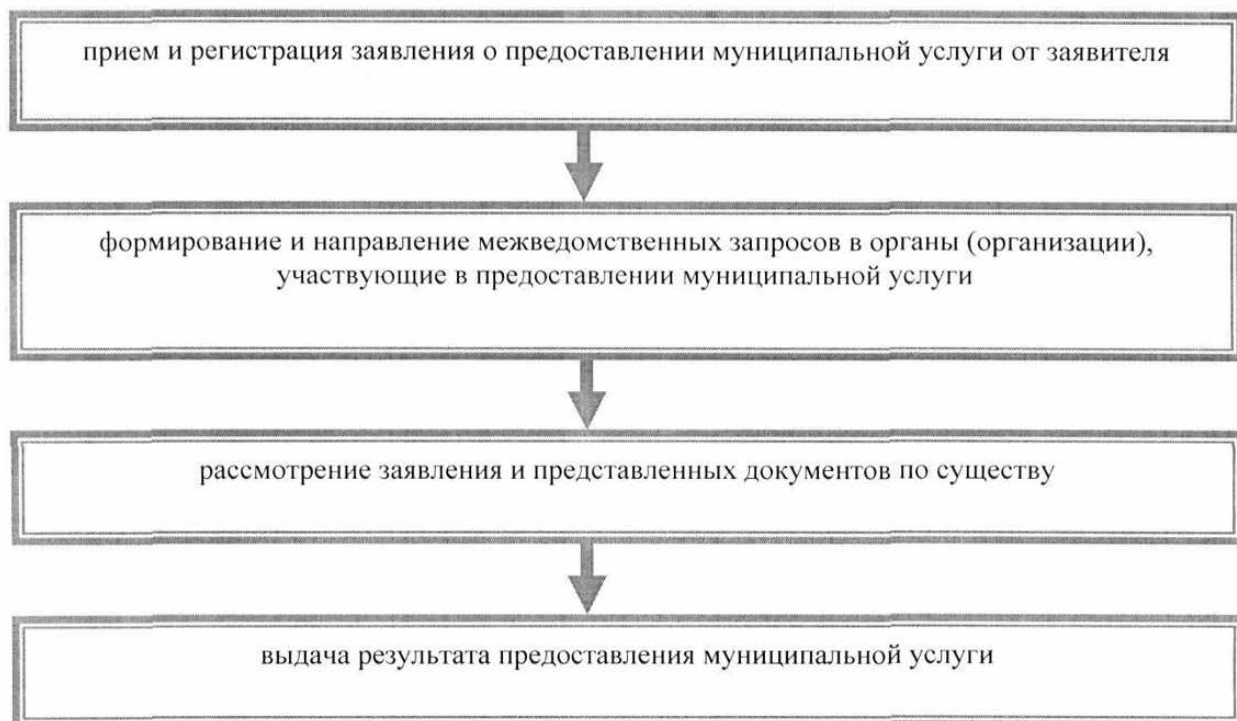 прием и регистрация заявления о предоставлении муниципальной услуги от заявителя
формирование и направление межведомственных запросов в органы (организации),
участвующие в предоставлении муниципальной услуги
рассмотрение заявления и представленных документов по существу
выдача результата предоставления муниципальной услуги